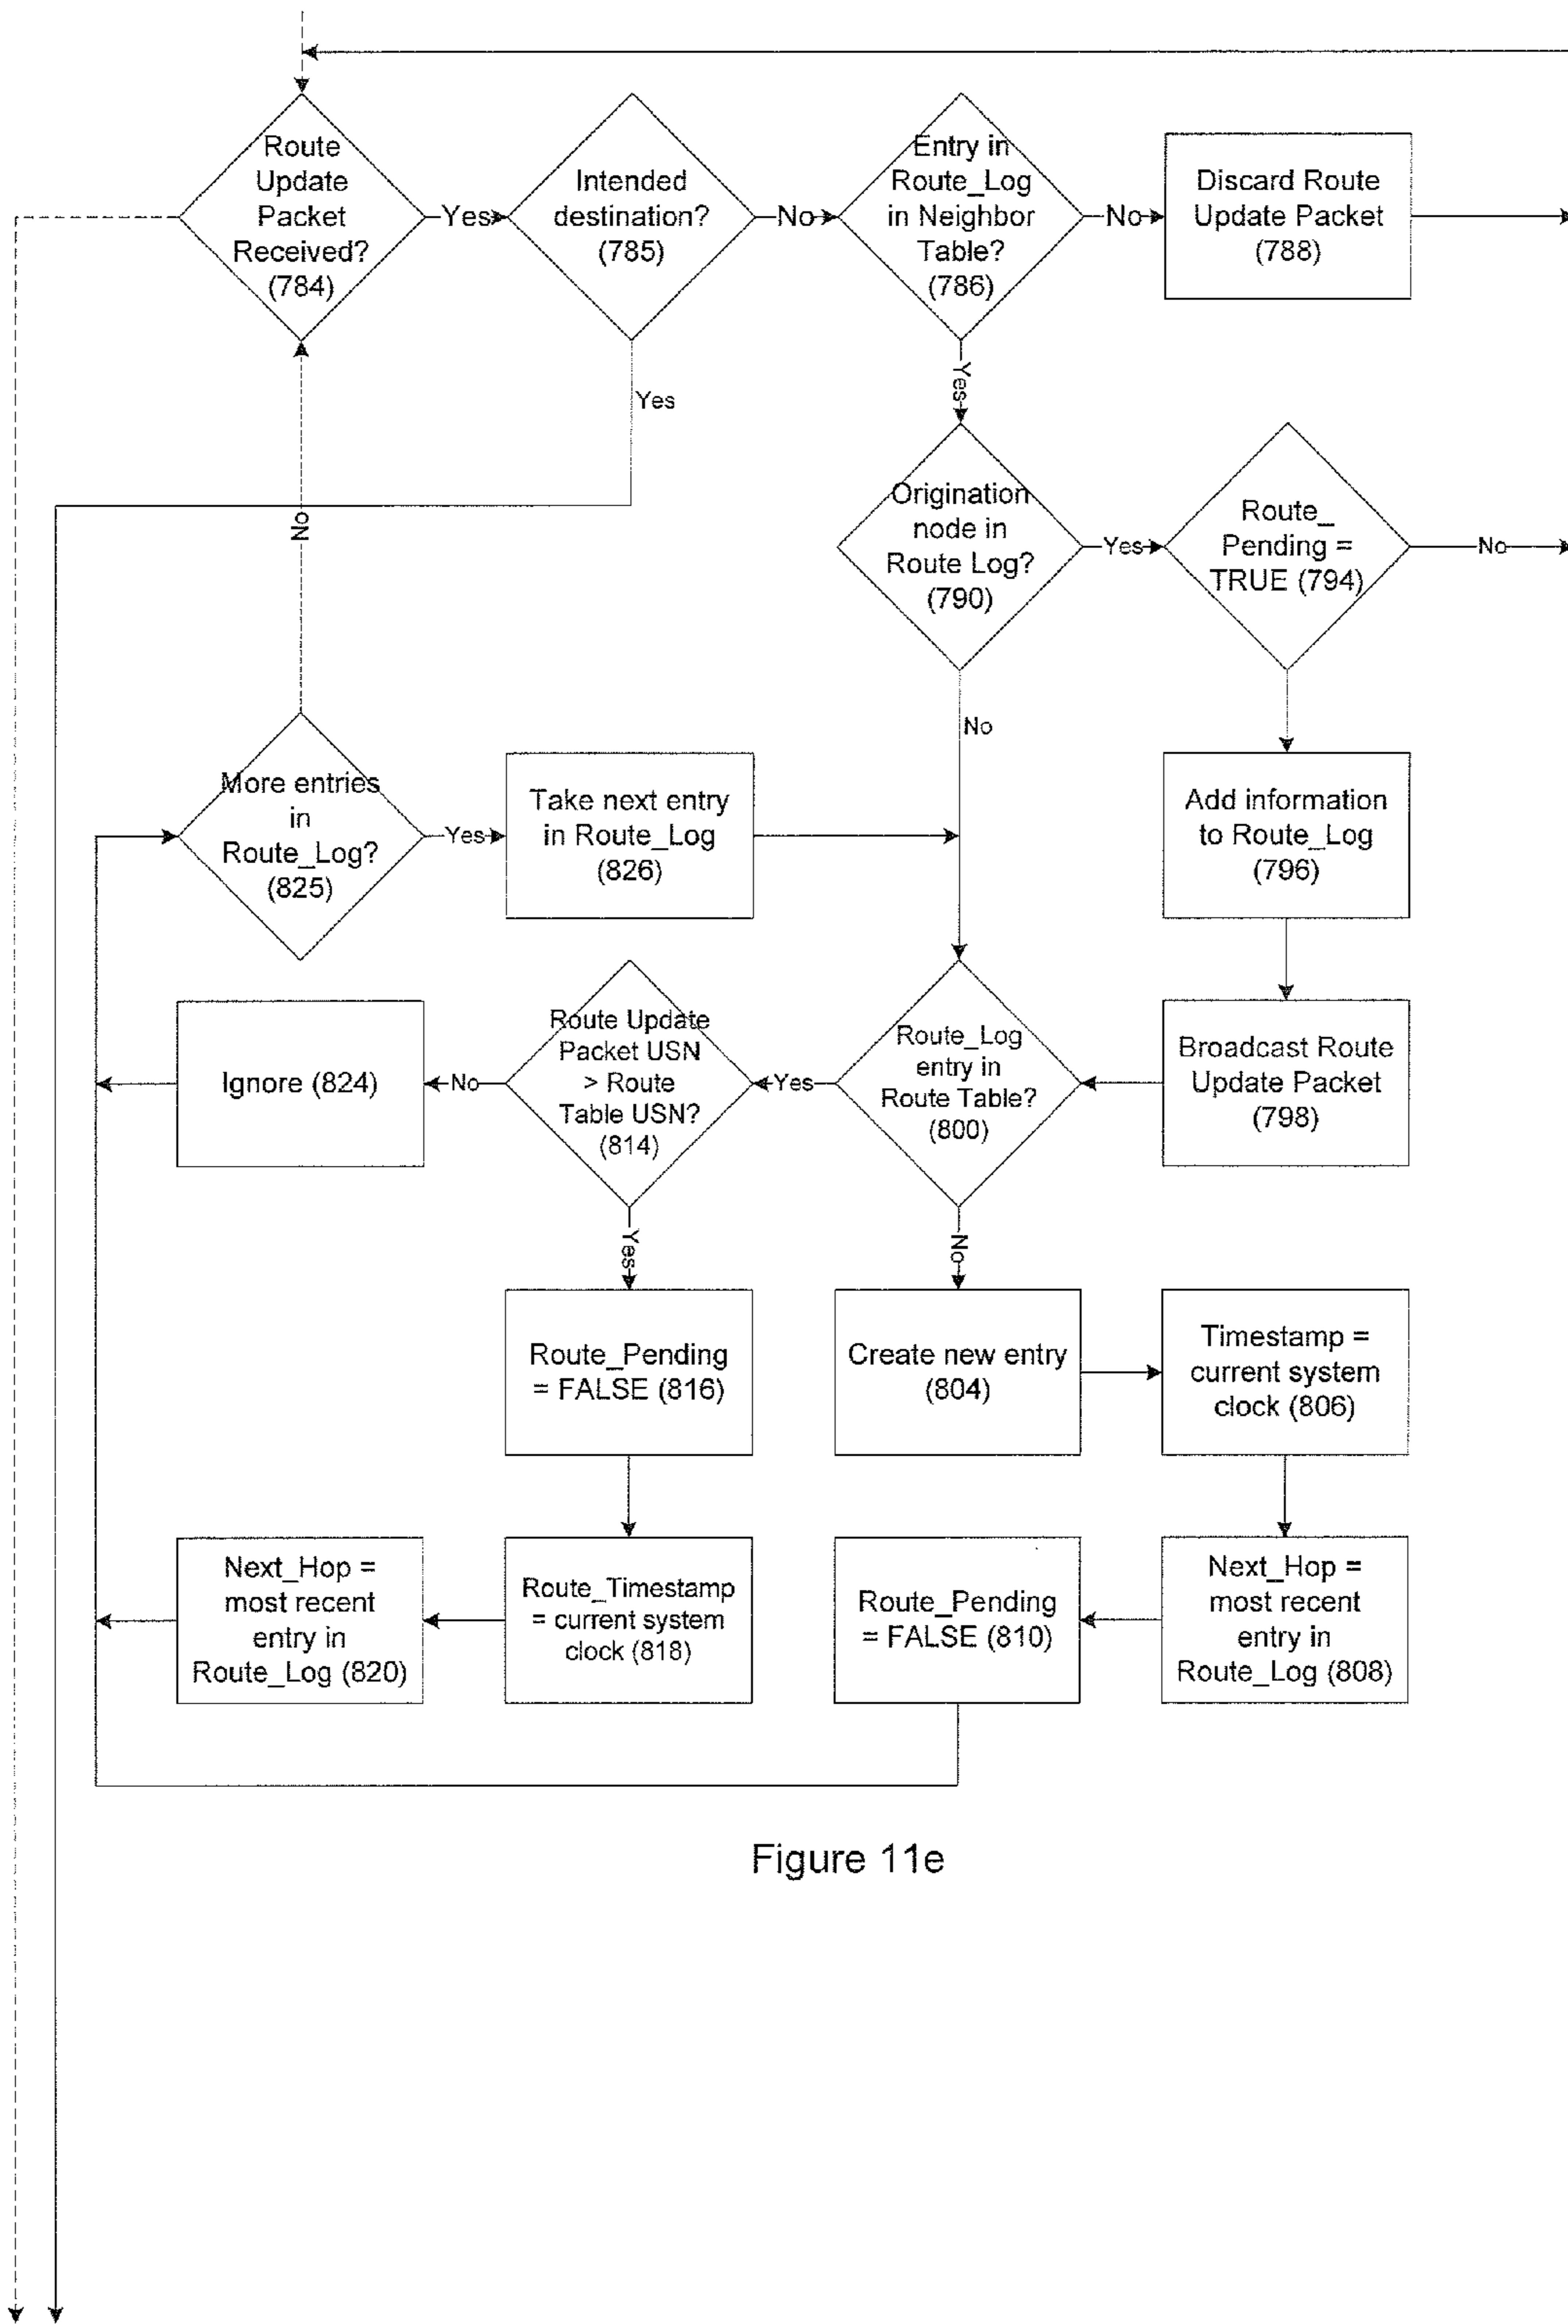 Route
Update
Packet
Received?
(784)
Yes
Intended
destination?
(785)
No
Entry in
Route_Log
in Neighbor
Table?
(786)
No
Discard Route
Update Packet
(788)
Yes
Yes
No
Origination
node in
Route Log?
(790)
Yes
Route_
Pending =
TRUE (794)
No
No
More entries
in
Route_Log?
(825)
Yes
Take next entry
in Route_Log
(826)
Add information
to Route_Log
(796)
Ignore (824)
No
Route Update
Packet USN
> Route
Table USN?
(814)
Yes
Route_Log
entry in
Route Table?
(800)
Broadcast Route
Update Packet
(798)
Yes
No
Route_Pending
= FALSE (816)
Create new entry
(804)
Timestamp =
current system
clock (806)
Next_Hop =
most recent
entry in
Route_Log (820)
Route_Timestamp
= current system
clock (818)
Route_Pending
= FALSE (810)
Next_Hop =
most recent
entry in
Route_Log (808)
Figure 11e